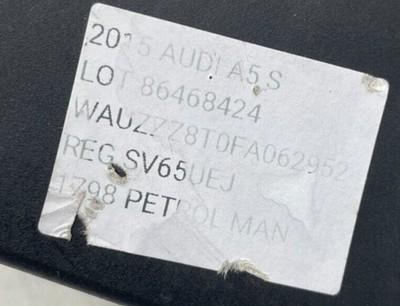 2015 AUDI A5 S
LOT 86468424
WAUZZZ8T0FA062952
REG SV65UEJ
1798 PETROL MAN